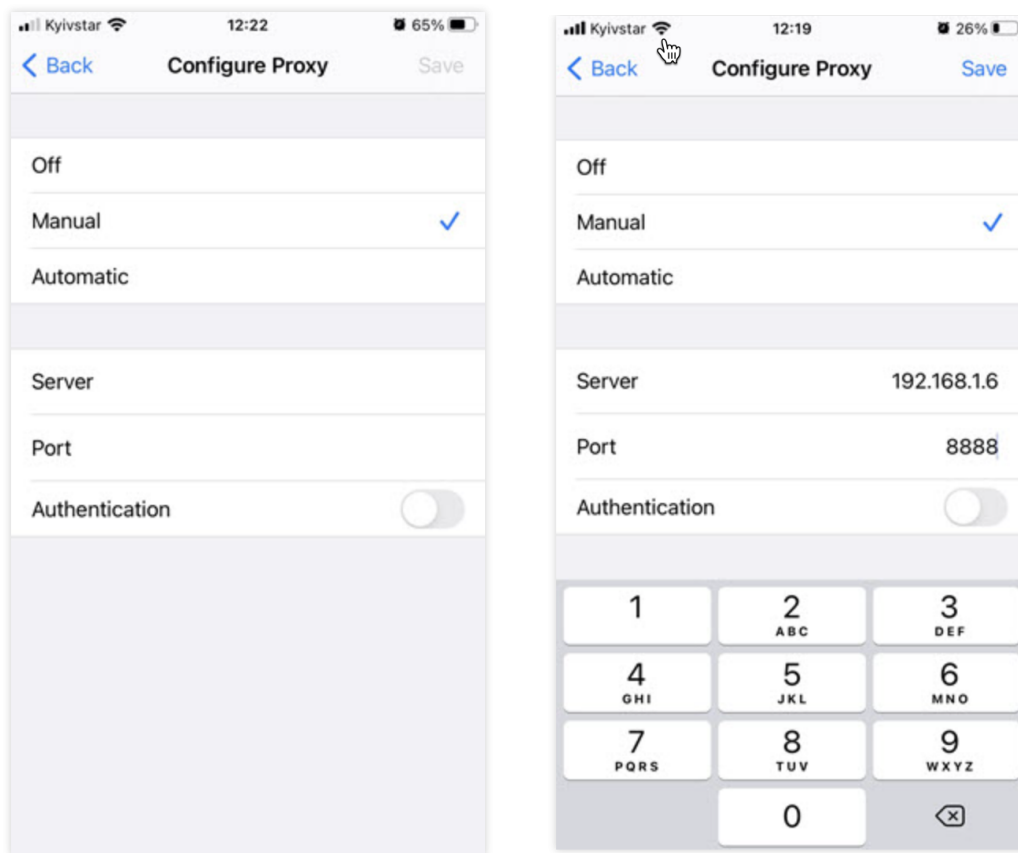 Kyivstar 12:22 65%
Back Configure Proxy Save
Off
Manual
Automatic
Server
Port
Authentication
Kyivstar 12:19 26%
Back Configure Proxy Save
Off
Manual
Automatic
Server 192.168.1.6
Port 8888
Authentication
1 2 3
ABC DEF
4 5 6
GHI JKL MNO
7 8 9
PQRS TUV WXYZ
0